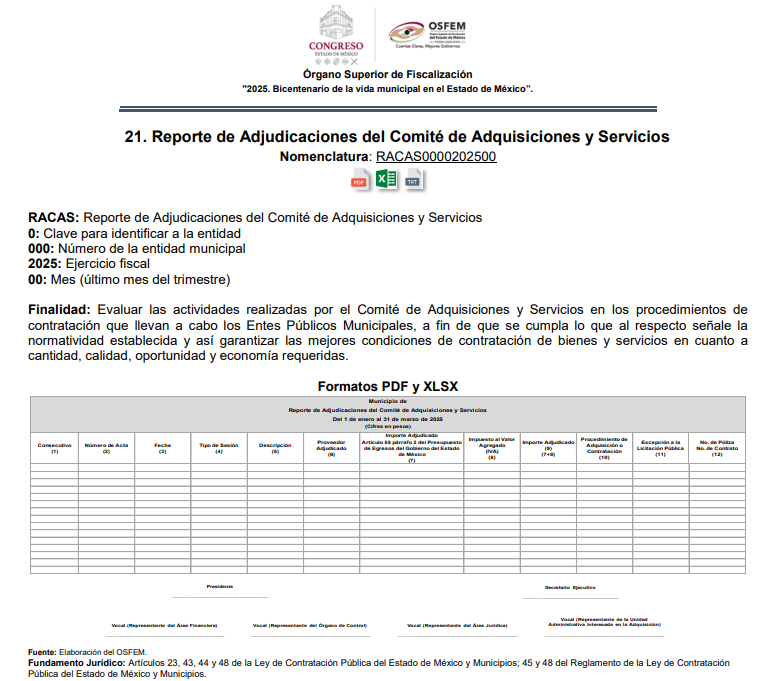 CONGRESO
ESTADO DE MÉXICO
OSFEM
Órgano Superior de Fiscalización
del Estado de México
PODER LEGISLATIVO
Cuentas Claras, Mejores Gobiernos
Órgano Superior de Fiscalización
"2025. Bicentenario de la vida municipal en el Estado de México".
21. Reporte de Adjudicaciones del Comité de Adquisiciones y Servicios
Nomenclatura: RACAS0000202500
PDF X TXT
RACAS: Reporte de Adjudicaciones del Comité de Adquisiciones y Servicios
0: Clave para identificar a la entidad
000: Número de la entidad municipal
2025: Ejercicio fiscal
00: Mes (último mes del trimestre)
Finalidad: Evaluar las actividades realizadas por el Comité de Adquisiciones y Servicios en los procedimientos de
contratación que llevan a cabo los Entes Públicos Municipales, a fin de que se cumpla lo que al respecto señale la
normatividad establecida y así garantizar las mejores condiciones de contratación de bienes y servicios en cuanto a
cantidad, calidad, oportunidad y economía requeridas.
Formatos PDF y XLSX
Municipio de
Reporte de Adjudicaciones del Comité de Adquisiciones y Servicios
Del 1 de enero al 31 de marzo de 2025
(Cifras en pesos)
Consecutivo
(1)
Número de Acta
(2)
Fecha
(3)
Tipo de Sesión
(4)
Descripción
(5)
Proveedor
Adjudicado
(6)
Importe Adjudicado
Artículo 55 párrafo 2 del Presupuesto
de Egresos del Gobierno del Estado
de México
(7)
Impuesto al Valor
Agregado
(IVA)
(8)
Importe Adjudicado
(9)
(7+8)
Procedimiento de
Adquisición o
Contratación
(10)
Excepción a la
Licitación Pública
(11)
No. de Póliza
No. de Contrato
(12)
Presidente
Secretario Ejecutivo
Vocal (Representante del Área Financiera)
Vocal (Representante del Órgano de Control)
Vocal (Representante del Área Jurídica)
Vocal (Representante de la Unidad
Administrativa interesada en la Adquisición)
Fuente: Elaboración del OSFEM.
Fundamento Jurídico: Artículos 23, 43, 44 y 48 de la Ley de Contratación Pública del Estado de México y Municipios; 45 y 48 del Reglamento de la Ley de Contratación
Pública del Estado de México y Municipios.